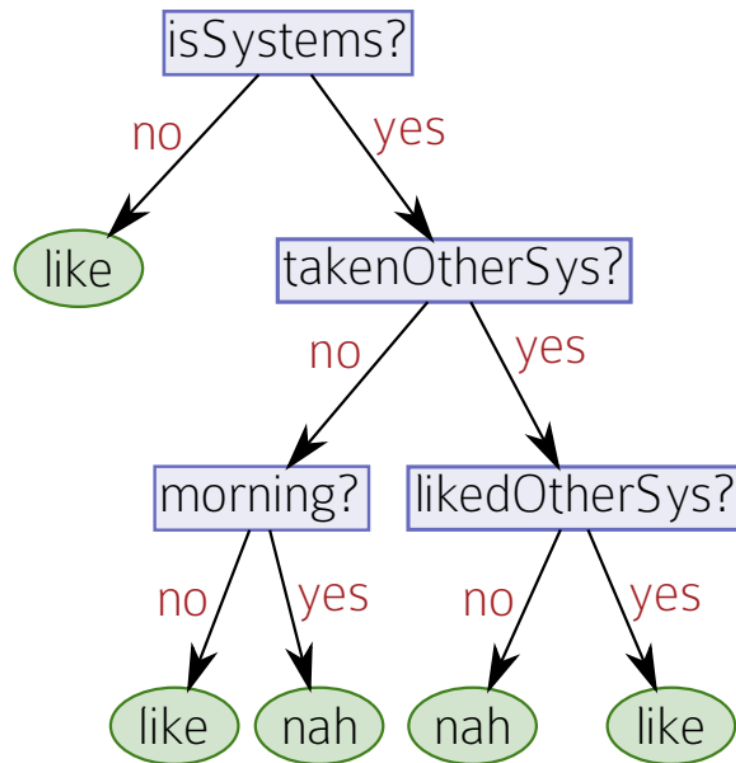 isSystems?
no yes
like takenOtherSys?
no yes
morning? likedOtherSys?
no yes no yes
like nah nah like